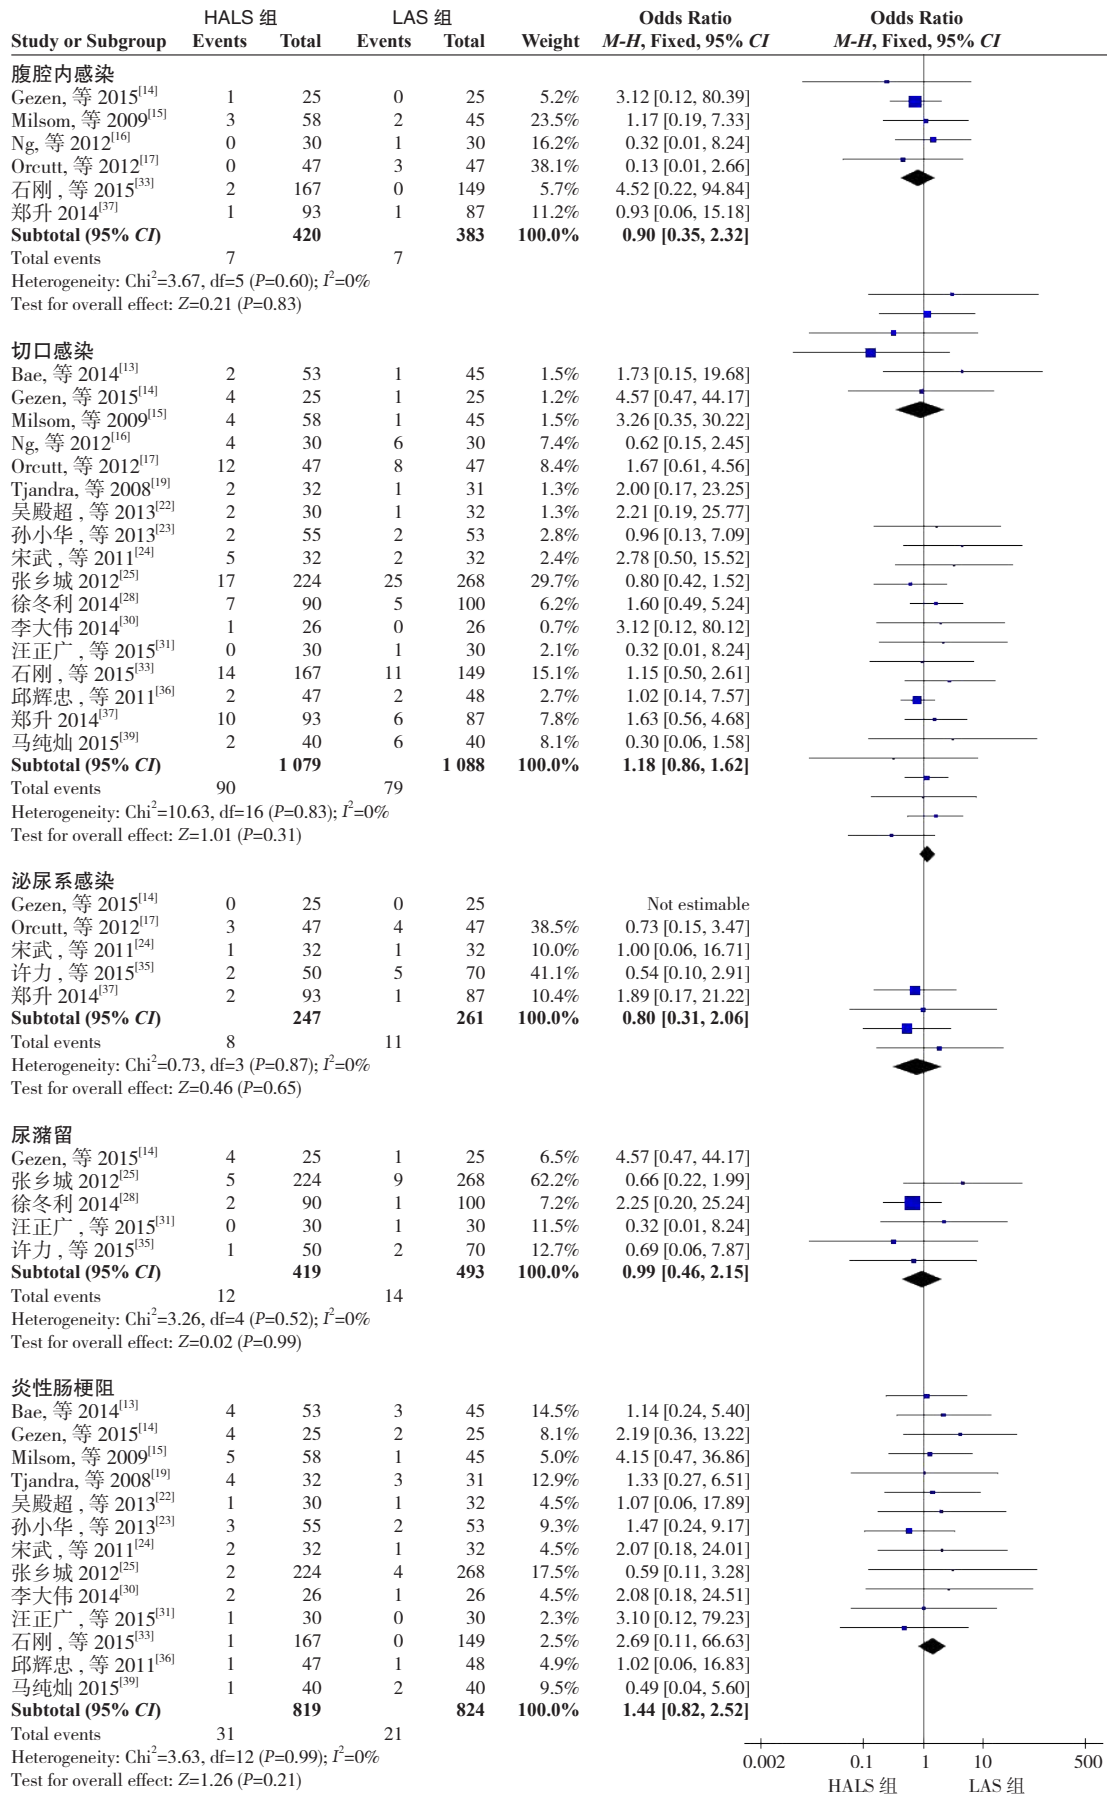 HALS 组 LAS 组 Odds Ratio Odds Ratio
Study or Subgroup Events Total Events Total Weight M-H, Fixed, 95% CI M-H, Fixed, 95% CI
腹腔内感染
Gezen, 等 2015[14] 1 25 0 25 5.2% 3.12 [0.12, 80.39]
Milsom, 等 2009[15] 3 58 2 45 23.5% 1.17 [0.19, 7.33]
Ng, 等 2012[16] 0 30 1 30 16.2% 0.32 [0.01, 8.24]
Orcutt, 等 2012[17] 0 47 3 47 38.1% 0.13 [0.01, 2.66]
石刚 , 等 2015[33] 2 167 0 149 5.7% 4.52 [0.22, 94.84]
郑升 2014[37] 1 93 1 87 11.2% 0.93 [0.06, 15.18]
Subtotal (95% CI) 420 383 100.0% 0.90 [0.35, 2.32]
Total events 7 7
Heterogeneity: Chi²=3.67, df=5 (P=0.60); I²=0%
Test for overall effect: Z=0.21 (P=0.83)
切口感染
Bae, 等 2014[13] 2 53 1 45 1.5% 1.73 [0.15, 19.68]
Gezen, 等 2015[14] 4 25 1 25 1.2% 4.57 [0.47, 44.17]
Milsom, 等 2009[15] 4 58 1 45 1.5% 3.26 [0.35, 30.22]
Ng, 等 2012[16] 4 30 6 30 7.4% 0.62 [0.15, 2.45]
Orcutt, 等 2012[17] 12 47 8 47 8.4% 1.67 [0.61, 4.56]
Tjandra, 等 2008[19] 2 32 1 31 1.3% 2.00 [0.17, 23.25]
吴殿超 , 等 2013[22] 2 30 1 32 1.3% 2.21 [0.19, 25.77]
孙小华 , 等 2013[23] 2 55 2 53 2.8% 0.96 [0.13, 7.09]
宋武 , 等 2011[24] 5 32 2 32 2.4% 2.78 [0.50, 15.52]
张乡城 2012[25] 17 224 25 268 29.7% 0.80 [0.42, 1.52]
徐冬利 2014[28] 7 90 5 100 6.2% 1.60 [0.49, 5.24]
李大伟 2014[30] 1 26 0 26 0.7% 3.12 [0.12, 80.12]
汪正广 , 等 2015[31] 0 30 1 30 2.1% 0.32 [0.01, 8.24]
石刚 , 等 2015[33] 14 167 11 149 15.1% 1.15 [0.50, 2.61]
邱辉忠 , 等 2011[36] 2 47 2 48 2.7% 1.02 [0.14, 7.57]
郑升 2014[37] 10 93 6 87 7.8% 1.63 [0.56, 4.68]
马纯灿 2015[39] 2 40 6 40 8.1% 0.30 [0.06, 1.58]
Subtotal (95% CI) 1 079 1 088 100.0% 1.18 [0.86, 1.62]
Total events 90 79
Heterogeneity: Chi²=10.63, df=16 (P=0.83); I²=0%
Test for overall effect: Z=1.01 (P=0.31)
泌尿系感染
Gezen, 等 2015[14] 0 25 0 25 Not estimable
Orcutt, 等 2012[17] 3 47 4 47 38.5% 0.73 [0.15, 3.47]
宋武 , 等 2011[24] 1 32 1 32 10.0% 1.00 [0.06, 16.71]
许力 , 等 2015[35] 2 50 5 70 41.1% 0.54 [0.10, 2.91]
郑升 2014[37] 2 93 1 87 10.4% 1.89 [0.17, 21.22]
Subtotal (95% CI) 247 261 100.0% 0.80 [0.31, 2.06]
Total events 8 11
Heterogeneity: Chi²=0.73, df=3 (P=0.87); I²=0%
Test for overall effect: Z=0.46 (P=0.65)
尿潴留
Gezen, 等 2015[14] 4 25 1 25 6.5% 4.57 [0.47, 44.17]
张乡城 2012[25] 5 224 9 268 62.2% 0.66 [0.22, 1.99]
徐冬利 2014[28] 2 90 1 100 7.2% 2.25 [0.20, 25.24]
汪正广 , 等 2015[31] 0 30 1 30 11.5% 0.32 [0.01, 8.24]
许力 , 等 2015[35] 1 50 2 70 12.7% 0.69 [0.06, 7.87]
Subtotal (95% CI) 419 493 100.0% 0.99 [0.46, 2.15]
Total events 12 14
Heterogeneity: Chi²=3.26, df=4 (P=0.52); I²=0%
Test for overall effect: Z=0.02 (P=0.99)
炎性肠梗阻
Bae, 等 2014[13] 4 53 3 45 14.5% 1.14 [0.24, 5.40]
Gezen, 等 2015[14] 4 25 2 25 8.1% 2.19 [0.36, 13.22]
Milsom, 等 2009[15] 5 58 1 45 5.0% 4.15 [0.47, 36.86]
Tjandra, 等 2008[19] 4 32 3 31 12.9% 1.33 [0.27, 6.51]
吴殿超 , 等 2013[22] 1 30 1 32 4.5% 1.07 [0.06, 17.89]
孙小华 , 等 2013[23] 3 55 2 53 9.3% 1.47 [0.24, 9.17]
宋武 , 等 2011[24] 2 32 1 32 4.5% 2.07 [0.18, 24.01]
张乡城 2012[25] 2 224 4 268 17.5% 0.59 [0.11, 3.28]
李大伟 2014[30] 2 26 1 26 4.5% 2.08 [0.18, 24.51]
汪正广 , 等 2015[31] 1 30 0 30 2.3% 3.10 [0.12, 79.23]
石刚 , 等 2015[33] 1 167 0 149 2.5% 2.69 [0.11, 66.63]
邱辉忠 , 等 2011[36] 1 47 1 48 4.9% 1.02 [0.06, 16.83]
马纯灿 2015[39] 1 40 2 40 9.5% 0.49 [0.04, 5.60]
Subtotal (95% CI) 819 824 100.0% 1.44 [0.82, 2.52]
Total events 31 21
Heterogeneity: Chi²=3.63, df=12 (P=0.99); I²=0%
Test for overall effect: Z=1.26 (P=0.21)
0.002 0.1 1 10 500
HALS 组 LAS 组